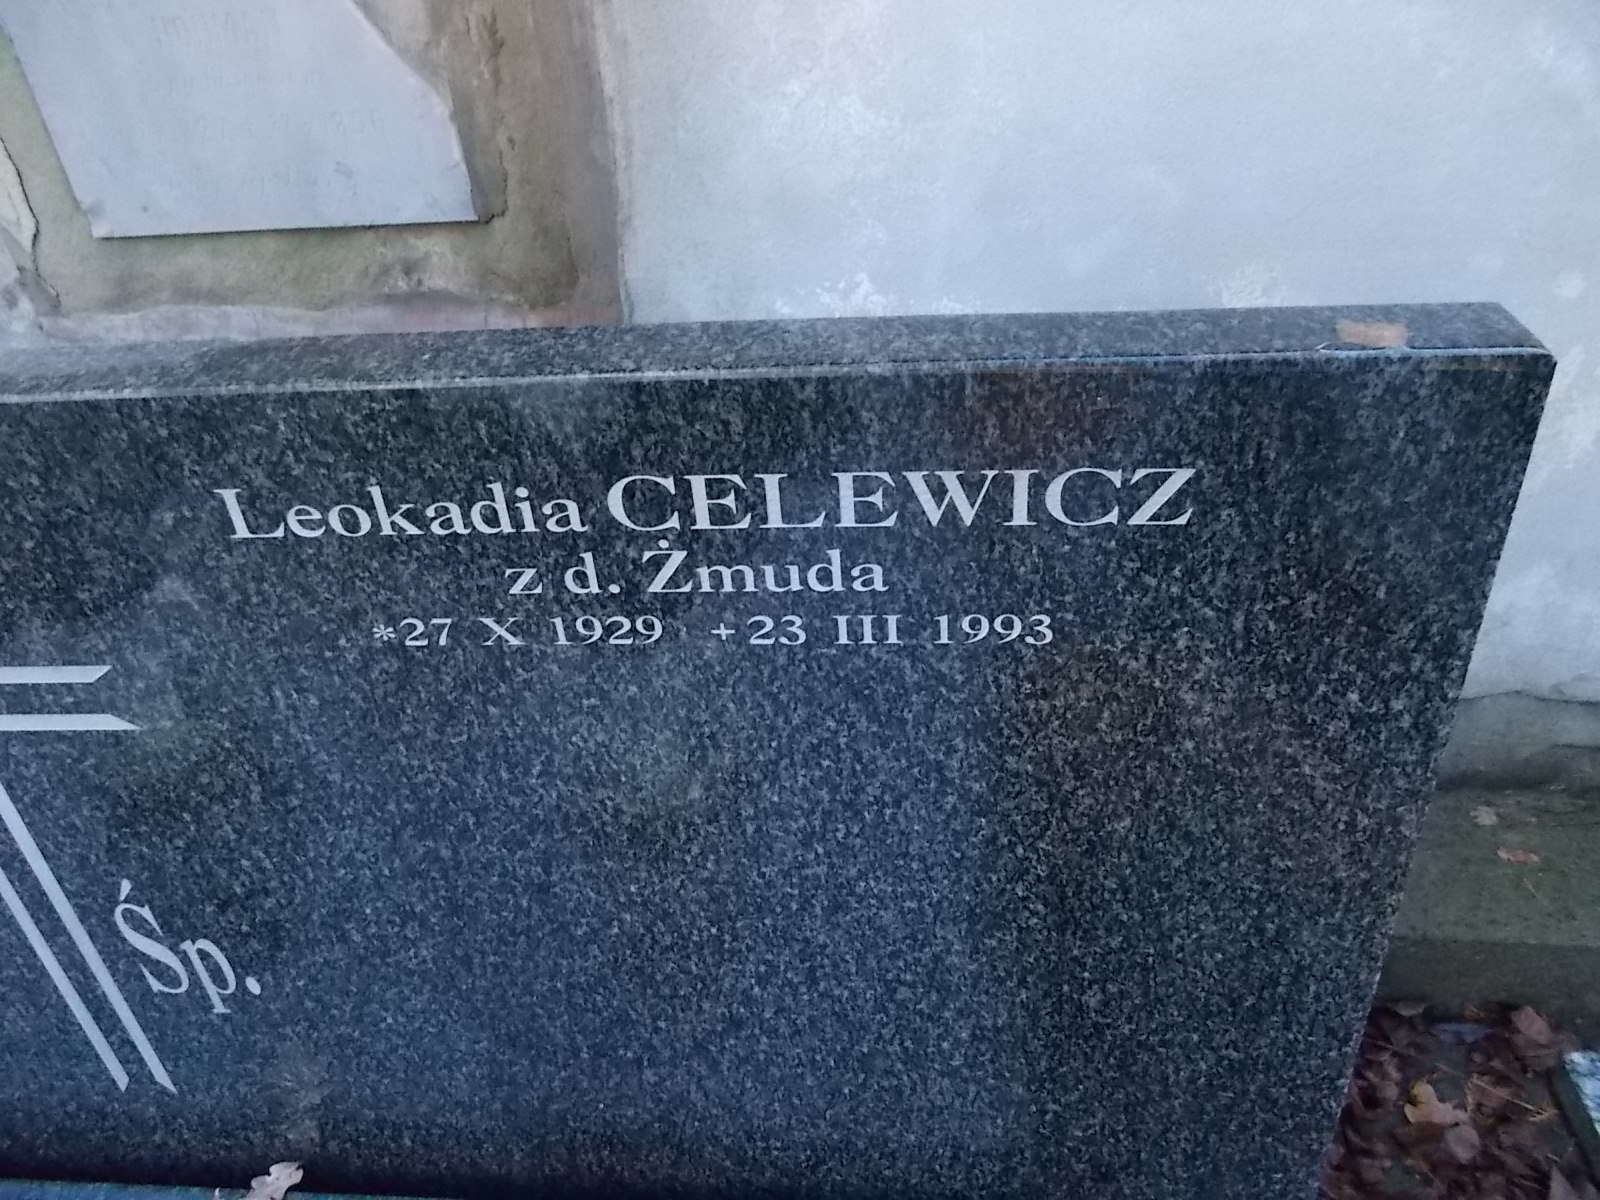 Leokadia CELEWICZ
z d. Żmuda
*27 X 1929 +23 III 1993
Śp.